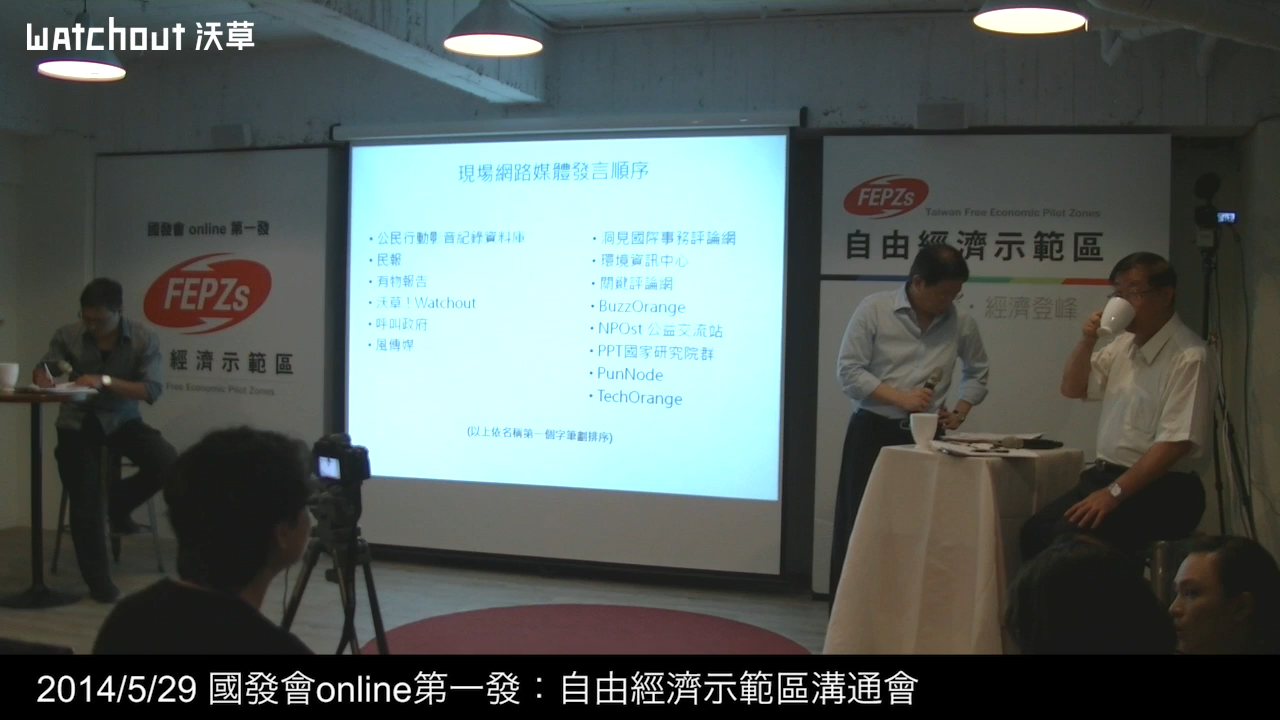 watchout 沃草
現場網路媒體發言順序
• 公民行動影音記錄資料庫
• 民報
• 有物報告
• 沃草！Watchout
• 呼叫政府
• 風傳媒
• 洞見國際事務評論網
• 環境資訊中心
• 關鍵評論網
• BuzzOrange
• NPOst 公益交流站
• PPT國家研究院群
• PunNode
• TechOrange
(以上依名稱第一個字筆劃排序)
國發會 online 第一發
FEPZs
經濟示範區
Free Economic Pilot Zones
FEPZs
Taiwan Free Economic Pilot Zones
自由經濟示範區
・經濟登峰
2014/5/29 國發會online第一發：自由經濟示範區溝通會